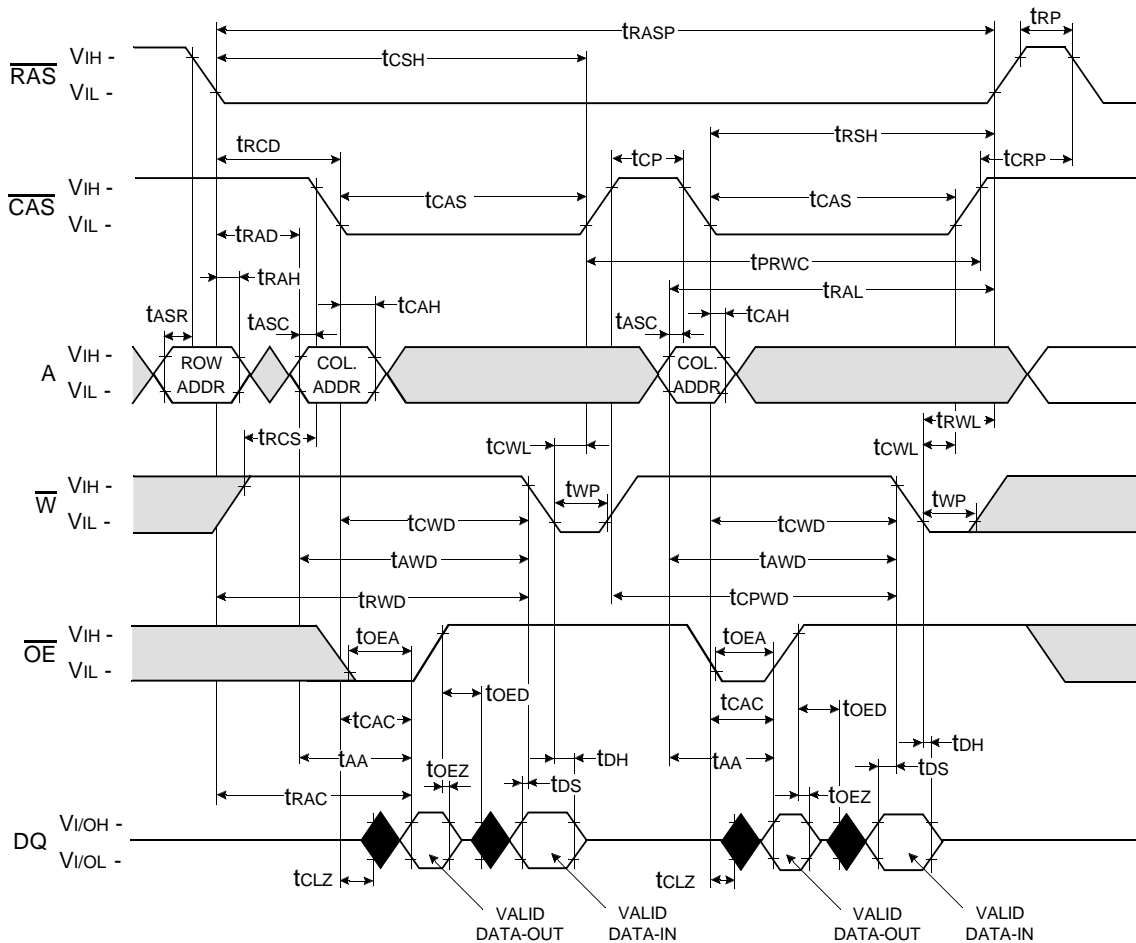 tRASP
tRP
tCSH
RAS
VIH -
VIL -
tRCD
tRSH
tCP
tCRP
CAS
VIH -
VIL -
tCAS
tCAS
tRAD
tPRWC
tRAH
tRAL
tASR
tASC
tCAH
tASC
tCAH
A
VIH -
VIL -
ROW
ADDR
COL.
ADDR
COL.
ADDR
tRCS
tCWL
tRWL
tCWL
W
VIH -
VIL -
tWP
tWP
tCWD
tCWD
tAWD
tAWD
tRWD
tCPWD
OE
VIH -
VIL -
tOEA
tOEA
tCAC
tOED
tCAC
tOED
tAA
tDH
tAA
tDH
tOEZ
tDS
tOEZ
tDS
tRAC
DQ
VI/OH -
VI/OL -
tCLZ
tCLZ
VALID
DATA-OUT
VALID
DATA-IN
VALID
DATA-OUT
VALID
DATA-IN